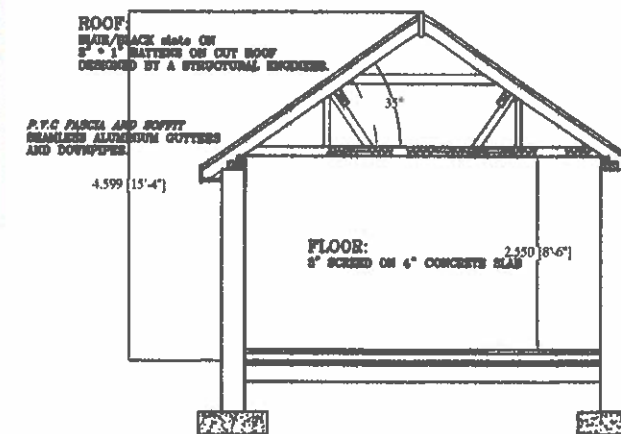 ROOF:
BLUE/BLACK slate ON
2" * 1" BATTENS ON CUT ROOF
DESIGNED BY A STRUCTURAL ENGINEER.
P.V.C FASCIA AND SOFFIT
SEAMLESS ALUMINIUM GUTTERS
AND DOWNPIPES.
4.599 [15'-4"]
35°
FLOOR:
2" SCREED ON 4" CONCRETE SLAB
2.550 [8'-6"]